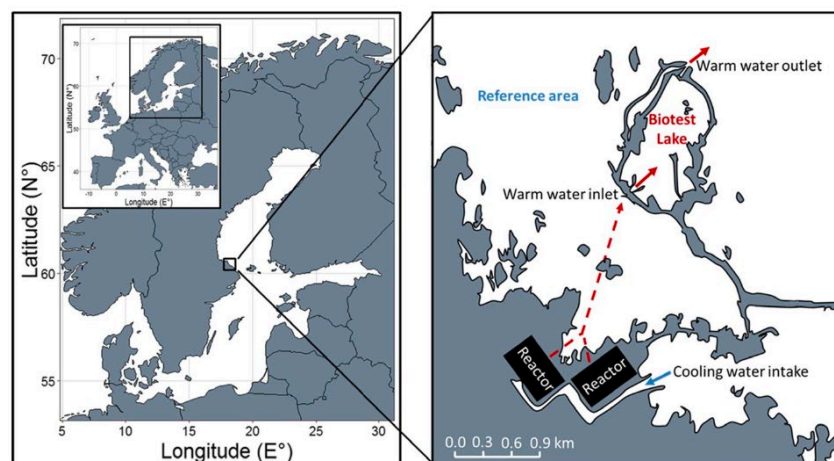 70
65
60
55
5
10
15
20
25
30
Latitude (N°)
Longitude (E°)
70
60
50
40
-10
0
10
20
30
Latitude (N°)
Longitude (E°)
Warm water outlet
Reference area
Biotest
Lake
Warm water inlet
Reactor
Reactor
Cooling water intake
0.0 0.3 0.6 0.9 km